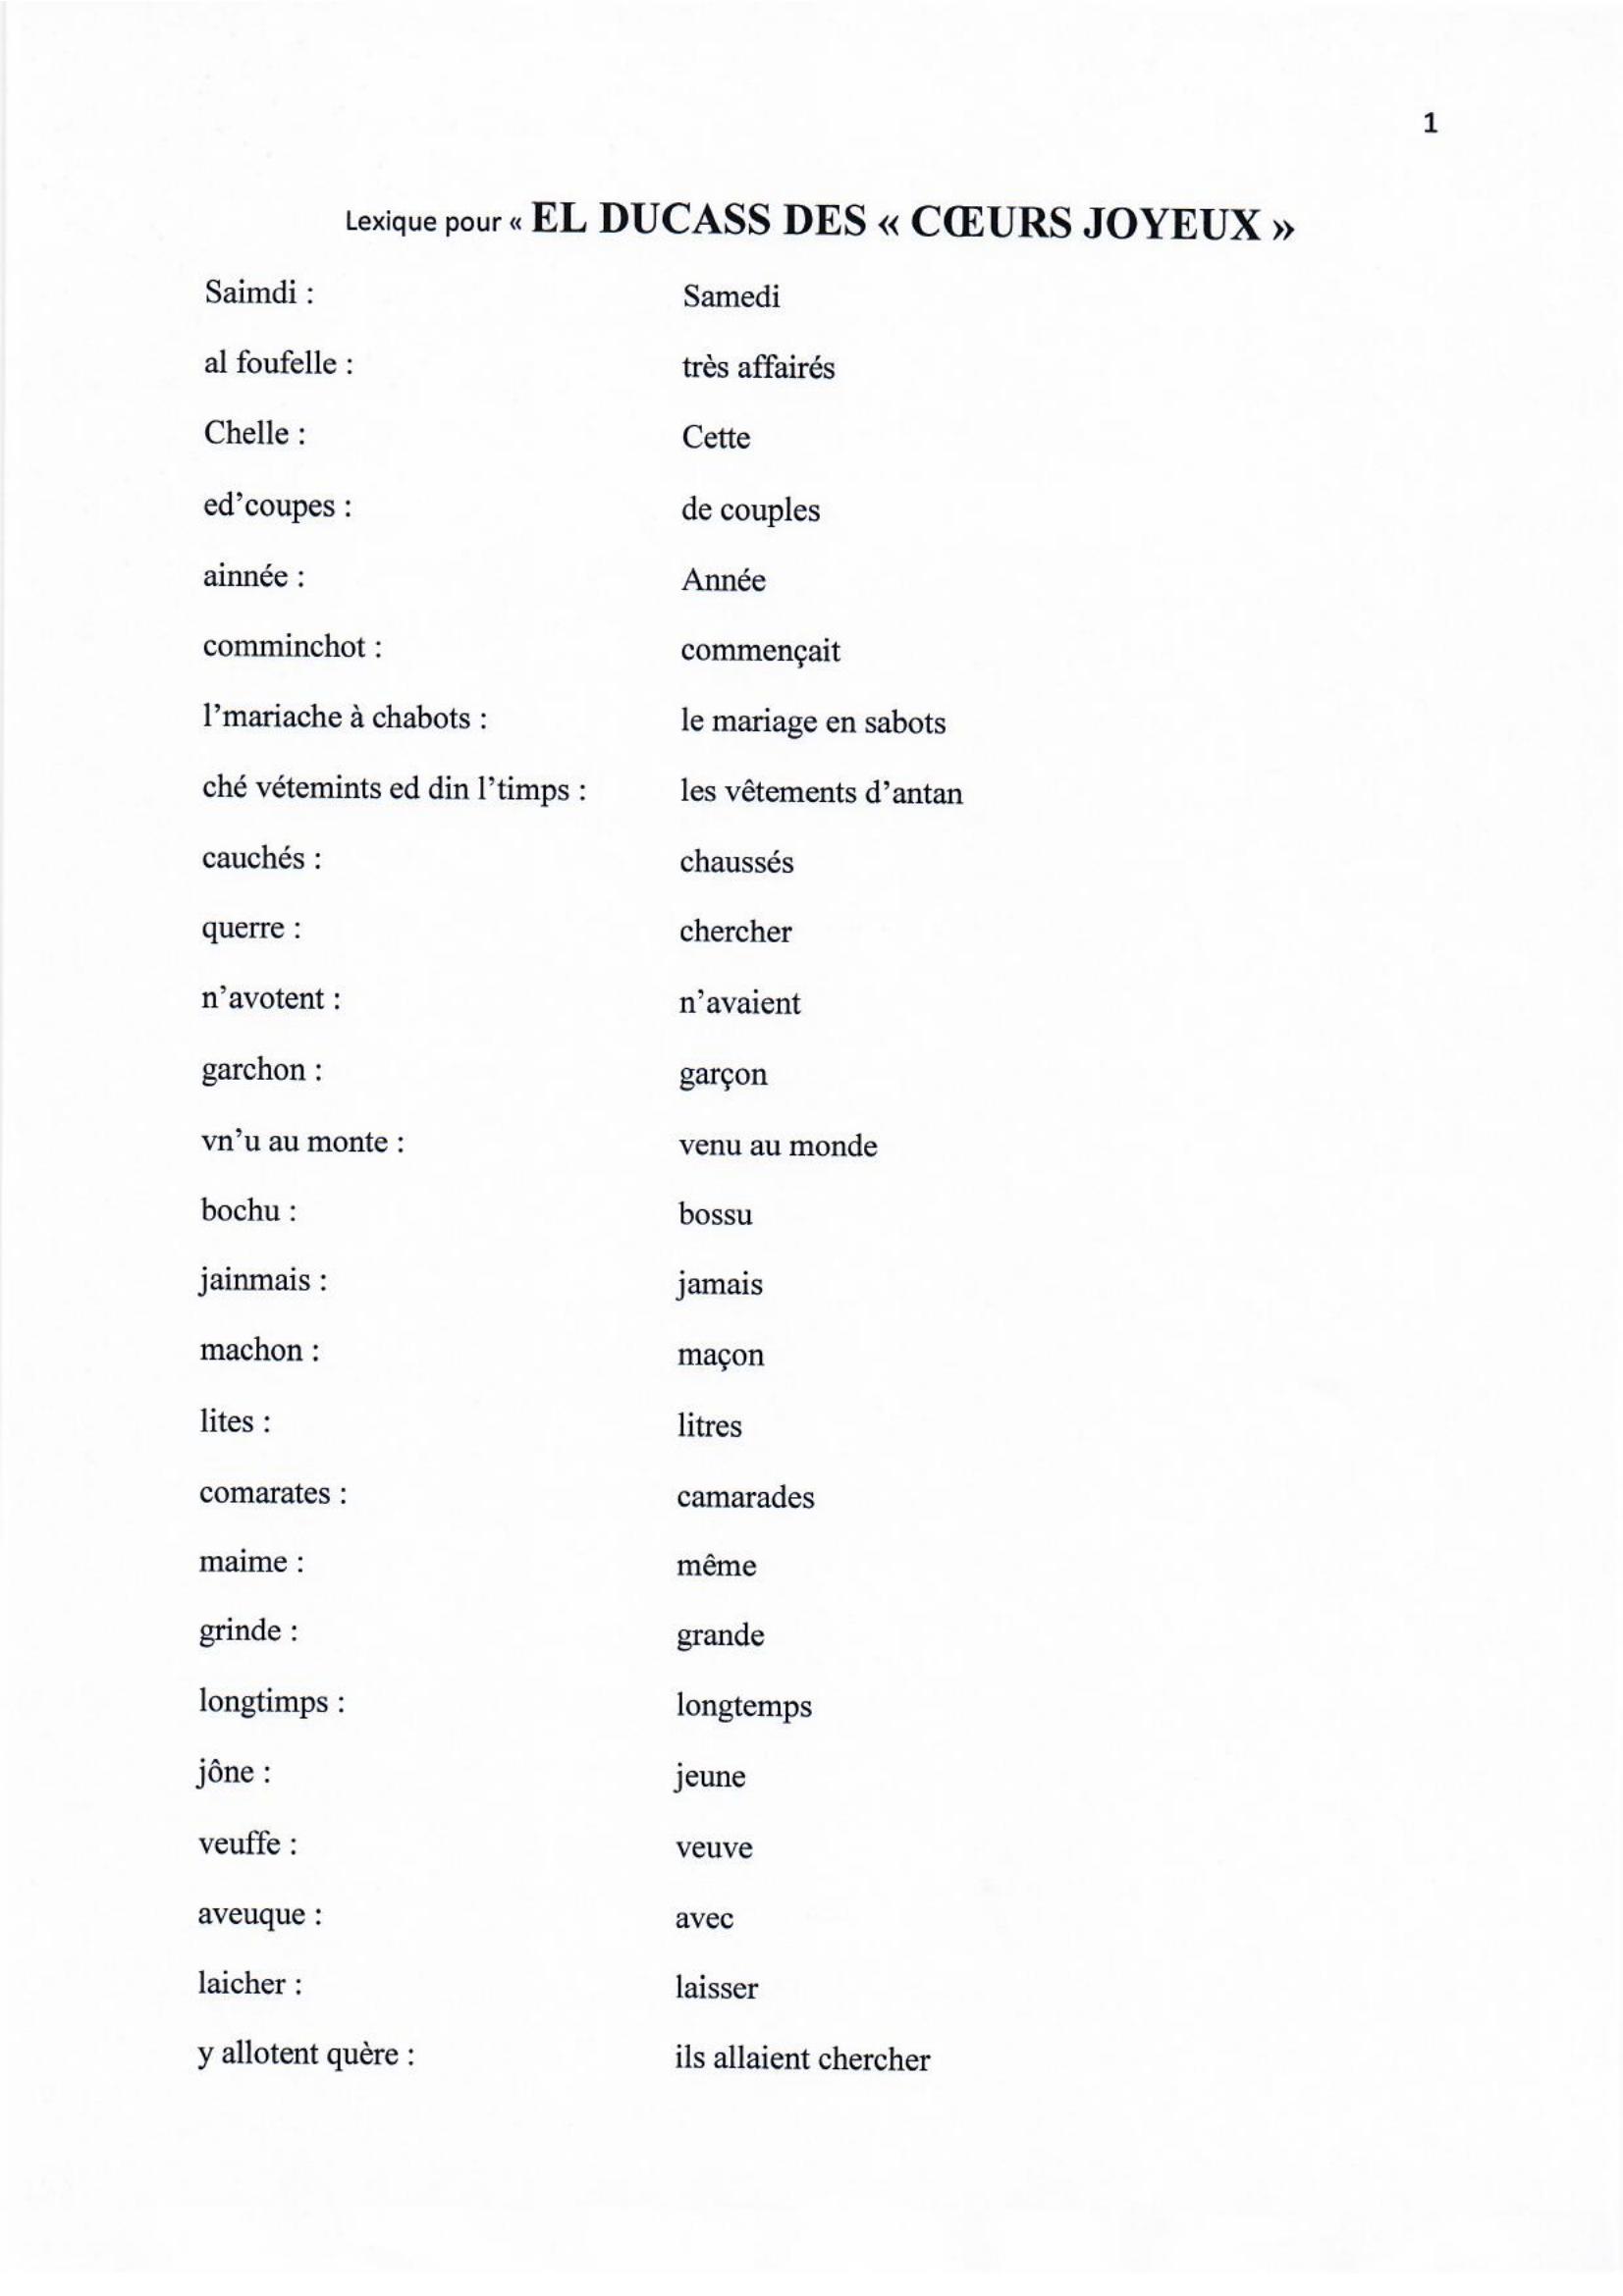 1
Lexique pour « EL DUCASS DES « CŒURS JOYEUX »
Saimdi : Samedi
al foufelle : très affairés
Chelle : Cette
ed’coupes : de couples
ainnée : Année
comminchot : commençait
l’mariache à chabots : le mariage en sabots
ché vétemints ed din l’timps : les vêtements d’antan
cauchés : chaussés
querre : chercher
n’avotent : n’avaient
garchon : garçon
vn’u au monte : venu au monde
bochu : bossu
jainmais : jamais
machon : maçon
lites : litres
comarates : camarades
maime : même
grinde : grande
longtimps : longtemps
jône : jeune
veuffe : veuve
aveuque : avec
laicher : laisser
y allotent quère : ils allaient chercher